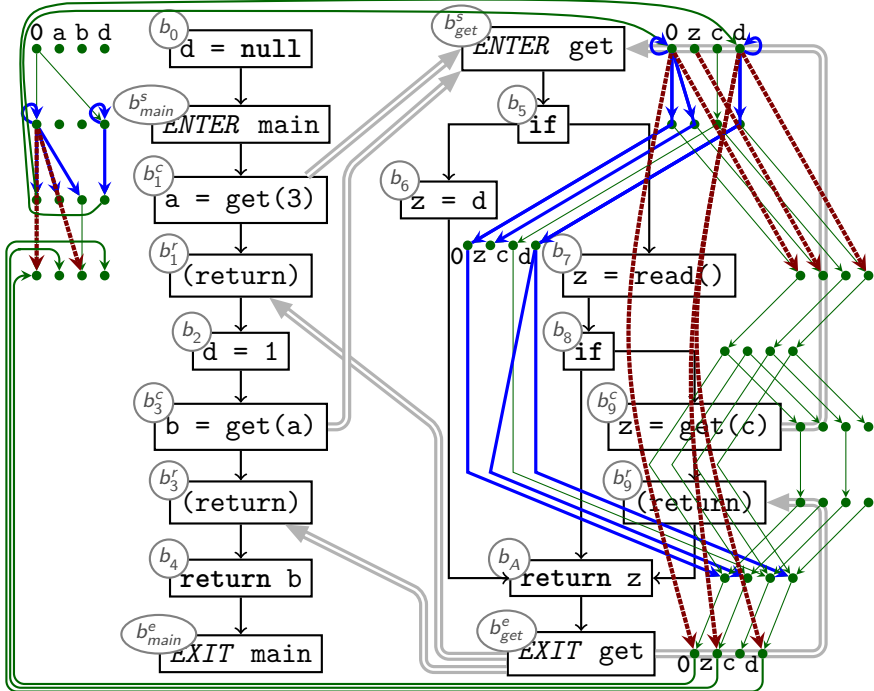 0 a b d
b₀
d = null
bˢmain
ENTER main
bᶜ₁
a = get(3)
bʳ₁
(return)
b₂
d = 1
bᶜ₃
b = get(a)
bʳ₃
(return)
b₄
return b
bᵉmain
EXIT main
bˢget
ENTER get
b₅
if
b₆
z = d
0 z c d
b₇
z = read()
b₈
if
bᶜ₉
z = get(c)
bʳ₉
(return)
b_A
return z
bᵉget
EXIT get
0 z c d
0 z c d